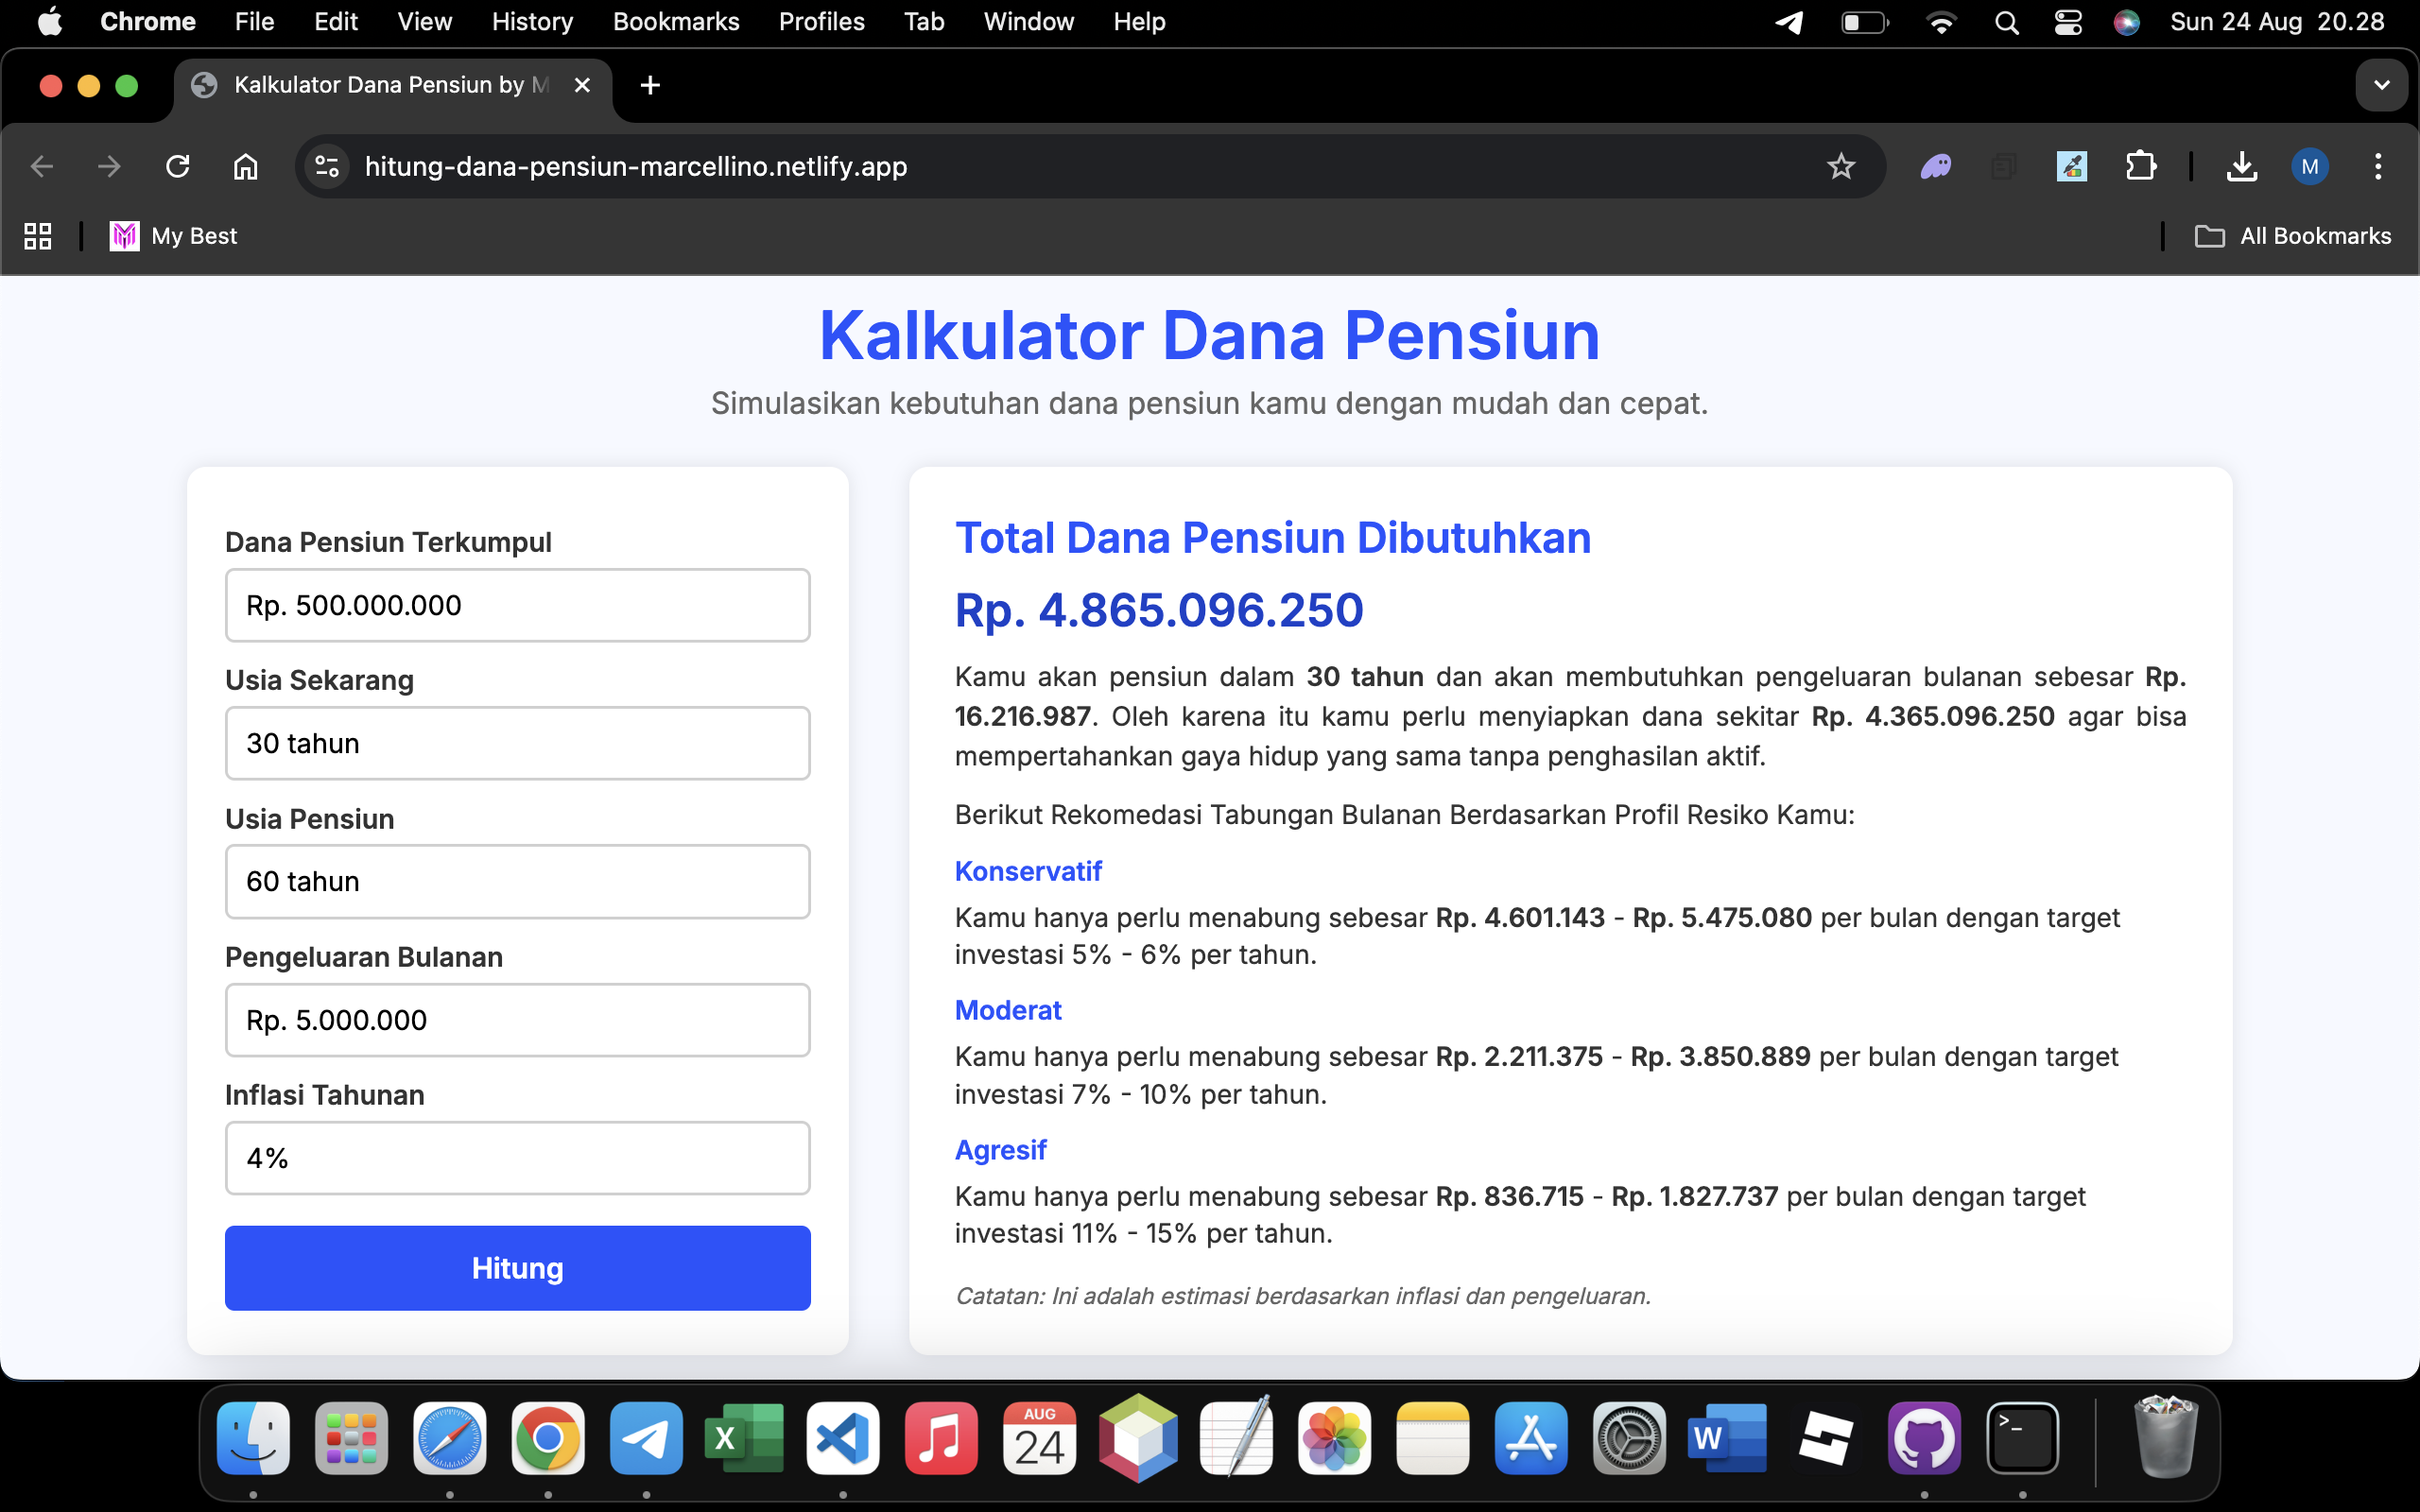 Chrome File Edit View History Bookmarks Profiles Tab Window Help Sun 24 Aug 20.28
Kalkulator Dana Pensiun by M
hitung-dana-pensiun-marcellino.netlify.app M
My Best All Bookmarks
Kalkulator Dana Pensiun
Simulasikan kebutuhan dana pensiun kamu dengan mudah dan cepat.
Dana Pensiun Terkumpul
Rp. 500.000.000
Usia Sekarang
30 tahun
Usia Pensiun
60 tahun
Pengeluaran Bulanan
Rp. 5.000.000
Inflasi Tahunan
4%
Hitung
Total Dana Pensiun Dibutuhkan
Rp. 4.865.096.250
Kamu akan pensiun dalam 30 tahun dan akan membutuhkan pengeluaran bulanan sebesar Rp.
16.216.987. Oleh karena itu kamu perlu menyiapkan dana sekitar Rp. 4.365.096.250 agar bisa
mempertahankan gaya hidup yang sama tanpa penghasilan aktif.
Berikut Rekomedasi Tabungan Bulanan Berdasarkan Profil Resiko Kamu:
Konservatif
Kamu hanya perlu menabung sebesar Rp. 4.601.143 - Rp. 5.475.080 per bulan dengan target
investasi 5% - 6% per tahun.
Moderat
Kamu hanya perlu menabung sebesar Rp. 2.211.375 - Rp. 3.850.889 per bulan dengan target
investasi 7% - 10% per tahun.
Agresif
Kamu hanya perlu menabung sebesar Rp. 836.715 - Rp. 1.827.737 per bulan dengan target
investasi 11% - 15% per tahun.
Catatan: Ini adalah estimasi berdasarkan inflasi dan pengeluaran.
X
AUG
24
W
>_